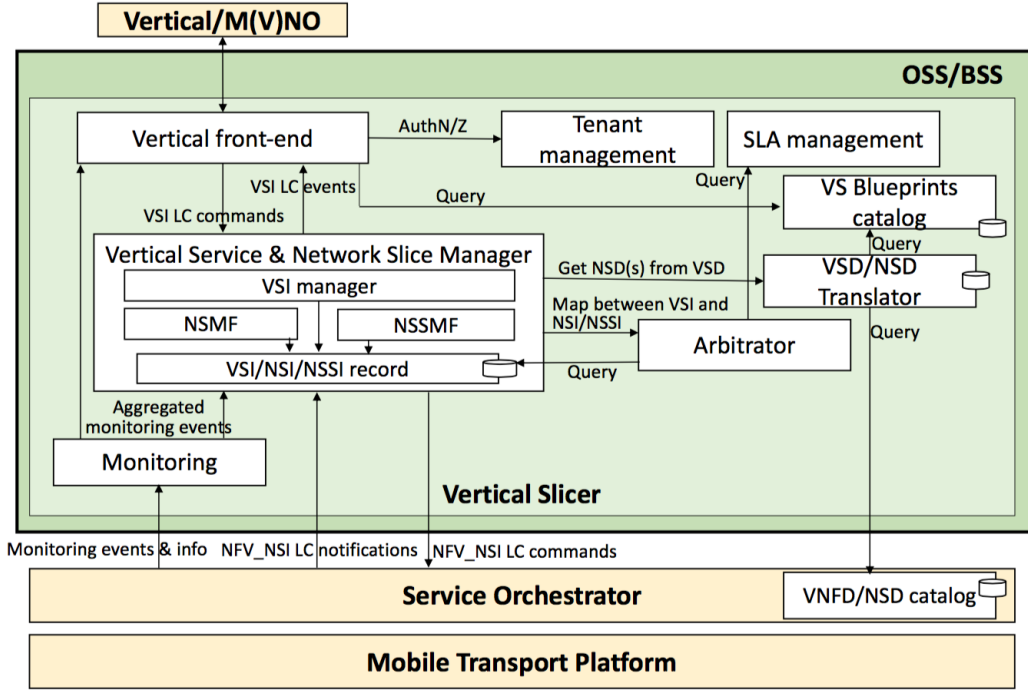 Vertical/M(V)NO
OSS/BSS
Vertical front-end
AuthN/Z
Tenant
management
SLA management
VSI LC events
Query
Query
VS Blueprints
catalog
VSI LC commands
Query
Vertical Service & Network Slice Manager
VSI manager
Get NSD(s) from VSD
VSD/NSD
Translator
NSMF
NSSMF
Map between VSI and
NSI/NSSI
Query
Arbitrator
VSI/NSI/NSSI record
Query
Aggregated
monitoring events
Monitoring
Vertical Slicer
Monitoring events & info
NFV_NSI LC notifications
NFV_NSI LC commands
Service Orchestrator
VNFD/NSD catalog
Mobile Transport Platform